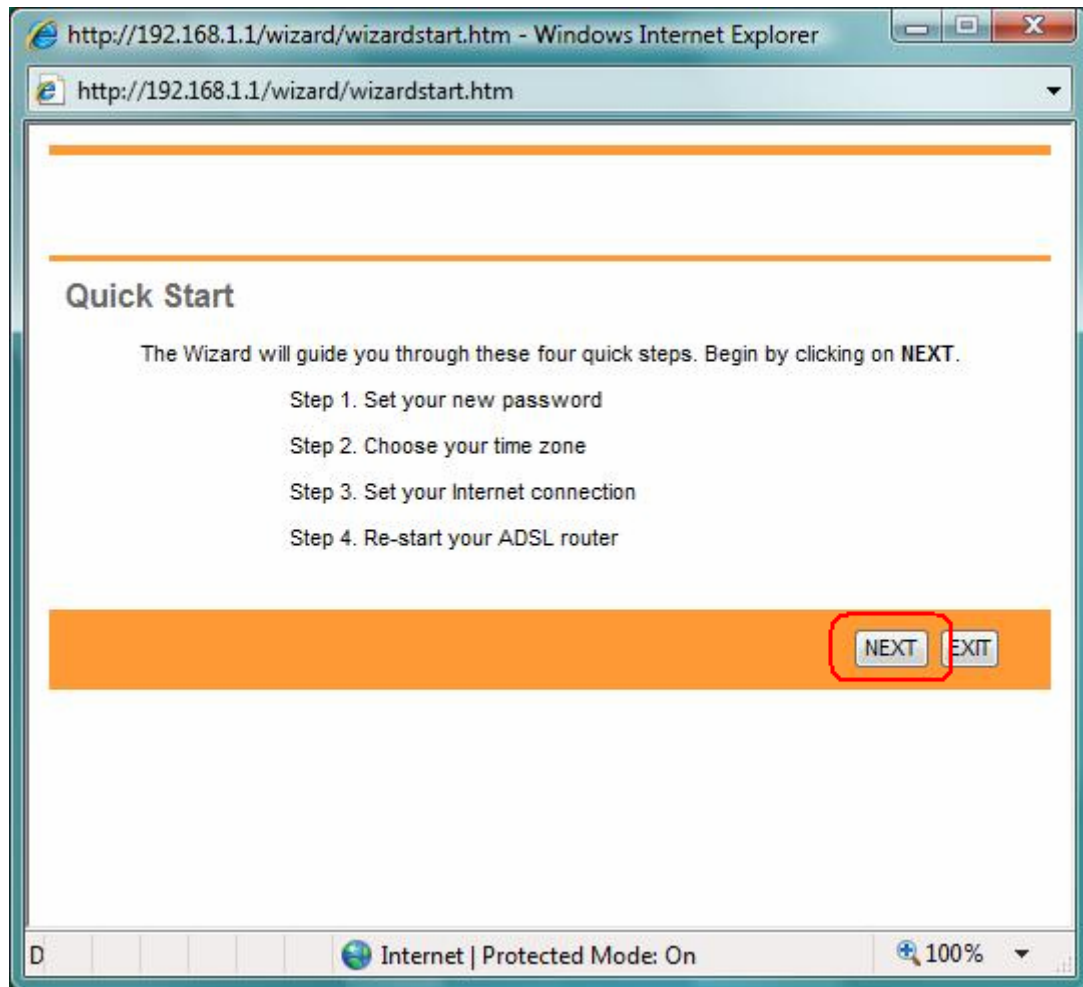 http://192.168.1.1/wizard/wizardstart.htm - Windows Internet Explorer
http://192.168.1.1/wizard/wizardstart.htm
Quick Start
The Wizard will guide you through these four quick steps. Begin by clicking on NEXT.
Step 1. Set your new password
Step 2. Choose your time zone
Step 3. Set your Internet connection
Step 4. Re-start your ADSL router
NEXT EXIT
D Internet | Protected Mode: On 100%